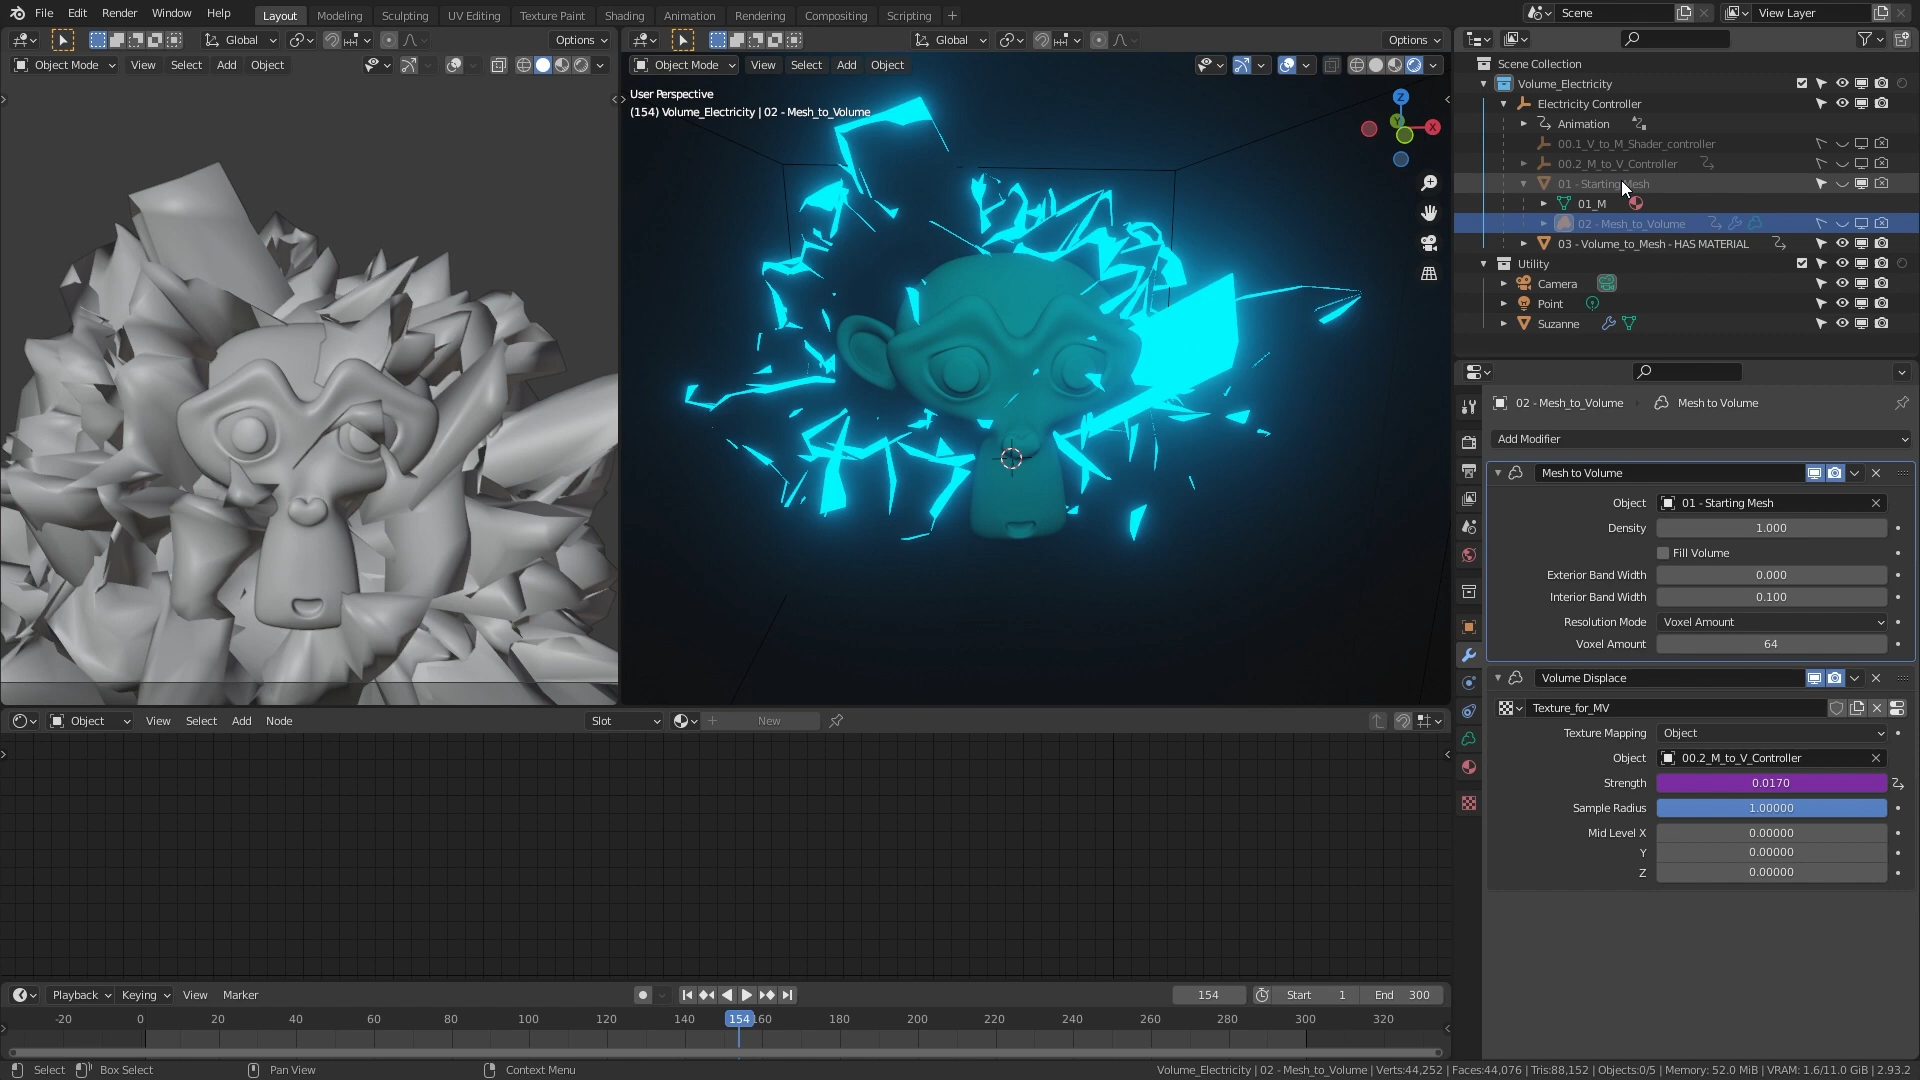 File Edit Render Window Help Layout Modeling Sculpting UV Editing Texture Paint Shading Animation Rendering Compositing Scripting + Scene View Layer
Global Options Global Options
Object Mode View Select Add Object Object Mode View Select Add Object
User Perspective
(154) Volume_Electricity | 02 - Mesh_to_Volume
Z
Y
X
Scene Collection
Volume_Electricity
Electricity Controller
Animation
00.1_V_to_M_Shader_controller
00.2_M_to_V_Controller
01 - Starting Mesh
01_M
02 - Mesh_to_Volume
03 - Volume_to_Mesh - HAS MATERIAL
Utility
Camera
Point
Suzanne
02 - Mesh_to_Volume Mesh to Volume
Add Modifier
Mesh to Volume
Object 01 - Starting Mesh
Density 1.000
Fill Volume
Exterior Band Width 0.000
Interior Band Width 0.100
Resolution Mode Voxel Amount
Voxel Amount 64
Volume Displace
Texture_for_MV
Texture Mapping Object
Object 00.2_M_to_V_Controller
Strength 0.0170
Sample Radius 1.00000
Mid Level X 0.00000
Y 0.00000
Z 0.00000
Object View Select Add Node Slot New
Playback Keying View Marker 154 Start 1 End 300
-20 0 20 40 60 80 100 120 140 154 160 180 200 220 240 260 280 300 320
Select Box Select Pan View Context Menu Volume_Electricity | 02 - Mesh_to_Volume | Verts:44,252 | Faces:44,076 | Tris:88,152 | Objects:0/5 | Memory: 52.0 MiB | VRAM: 1.6/11.0 GiB | 2.93.2